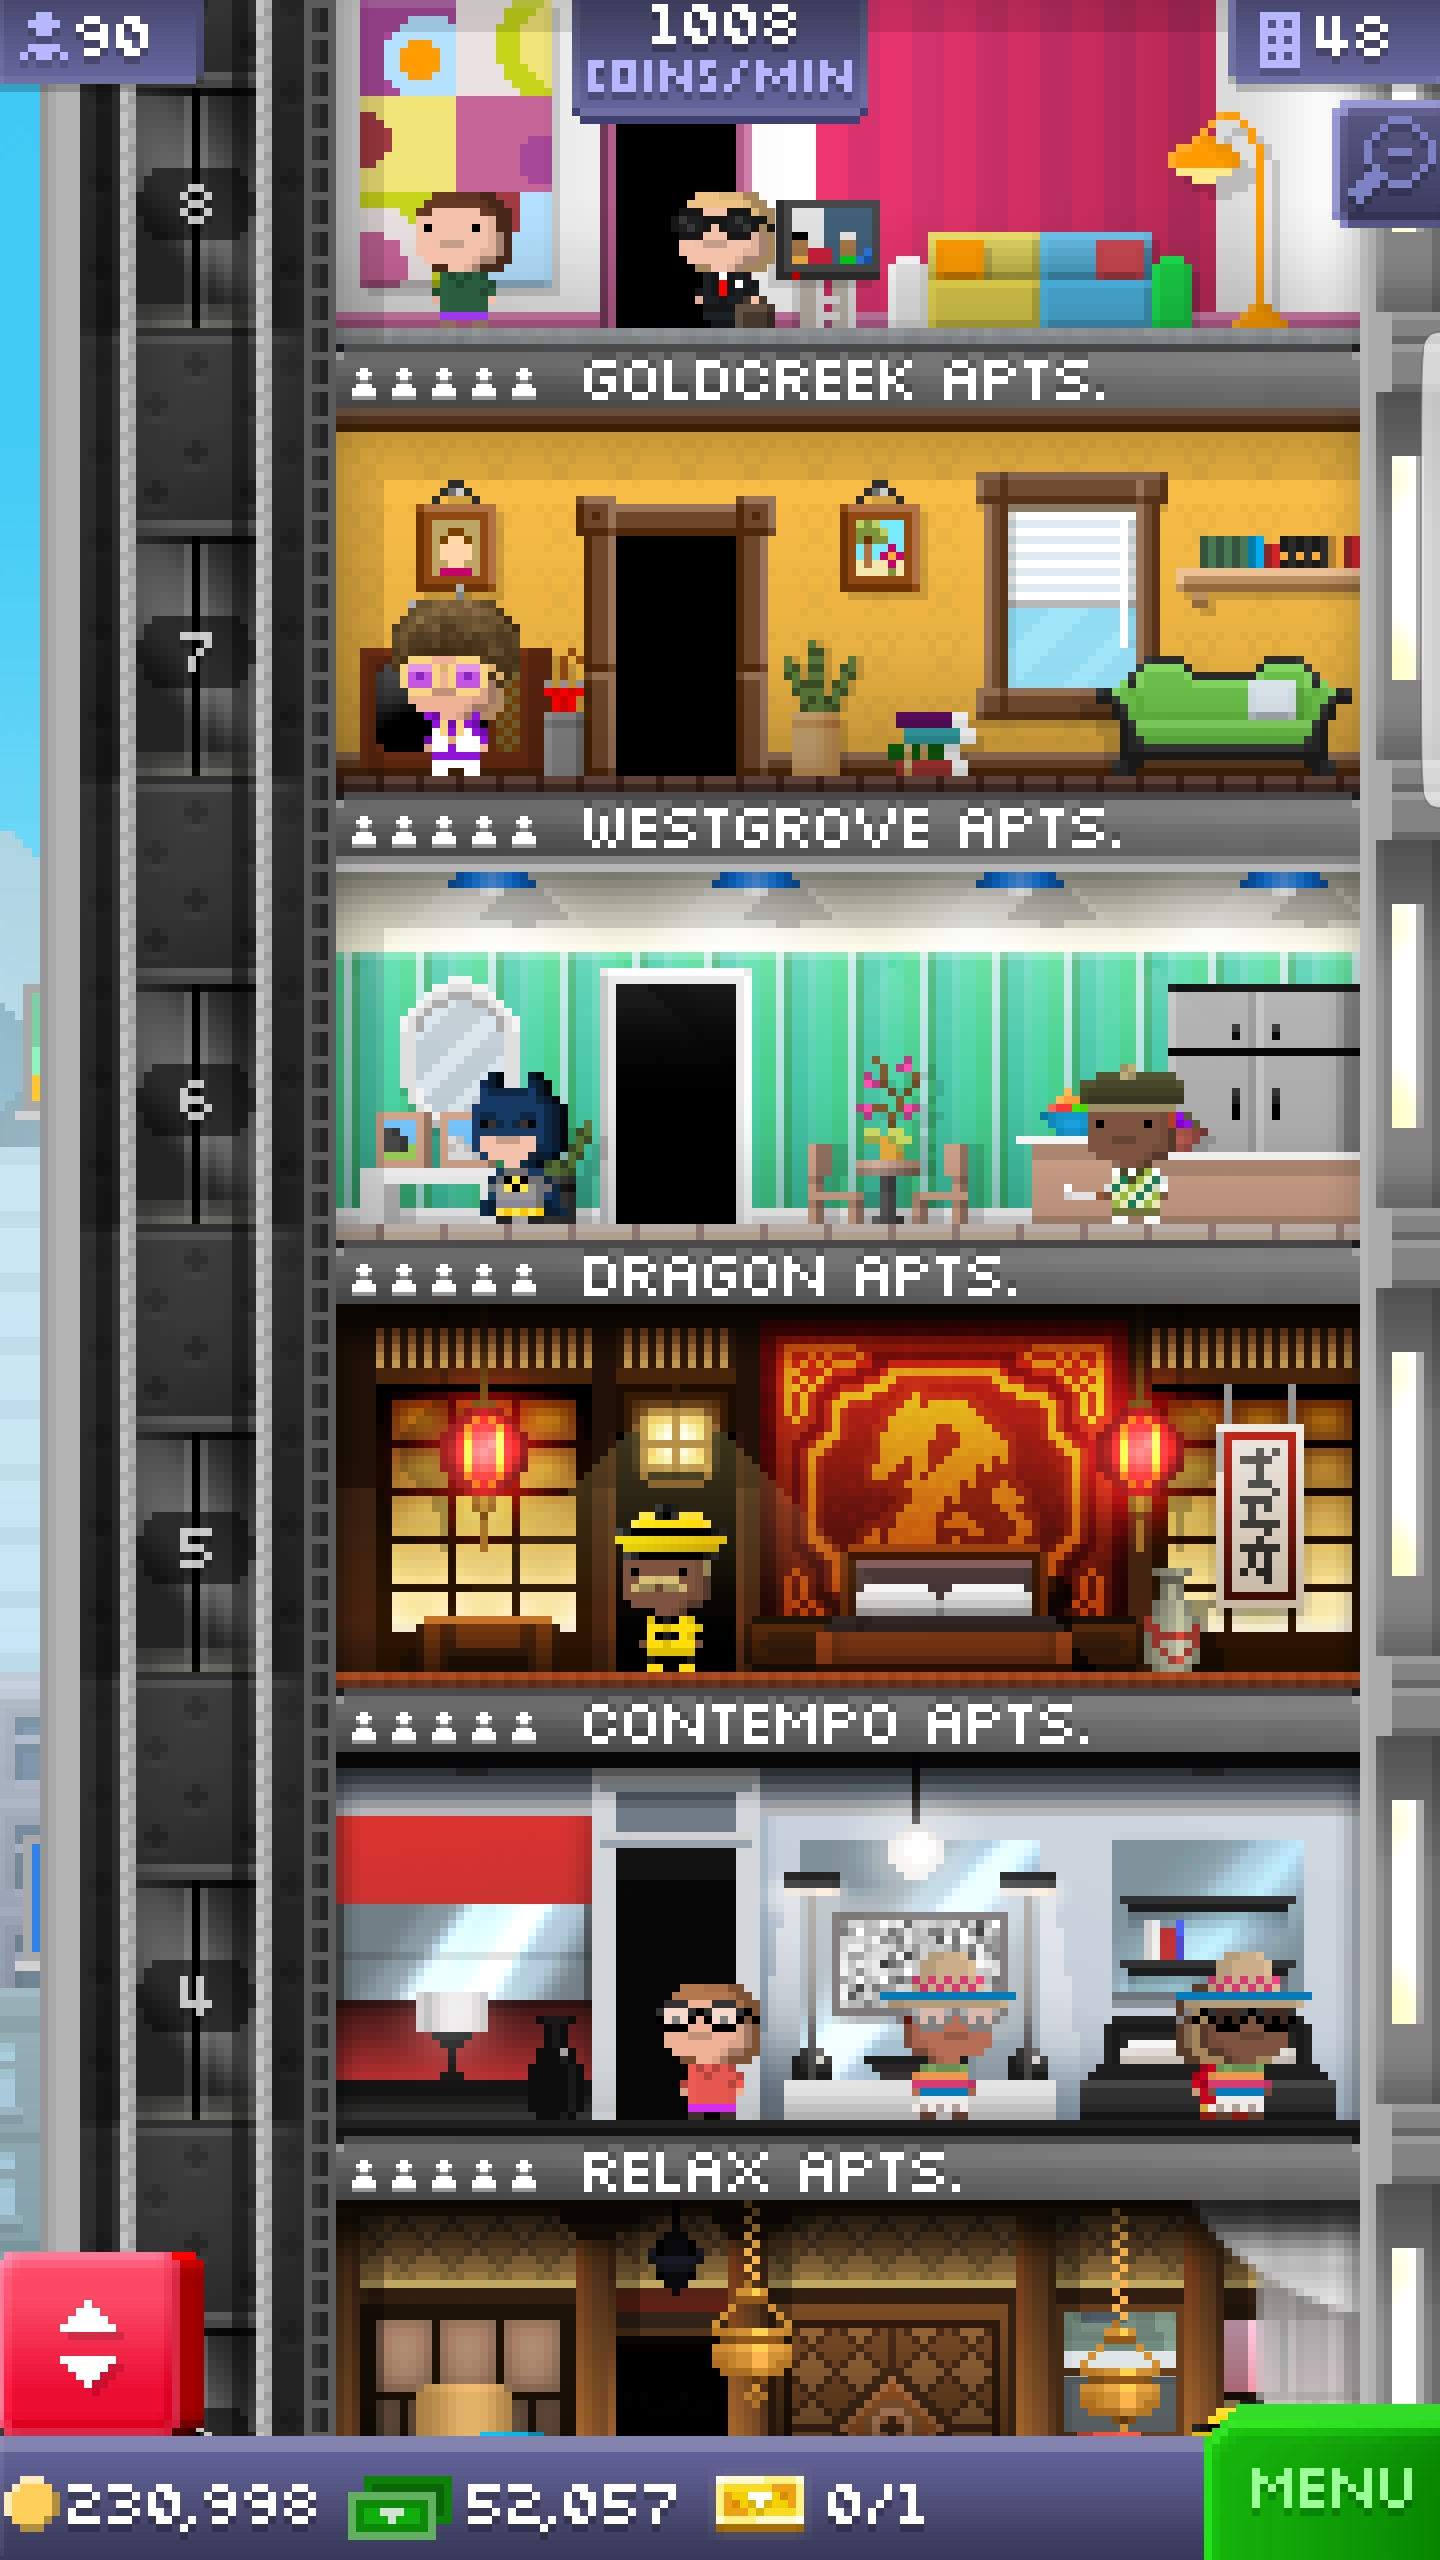 90
1008
COINS/MIN
48
8
GOLDCREEK APTS.
7
WESTGROVE APTS.
6
DRAGON APTS.
5
CONTEMPO APTS.
4
RELAX APTS.
230,998
52,057
0/1
MENU